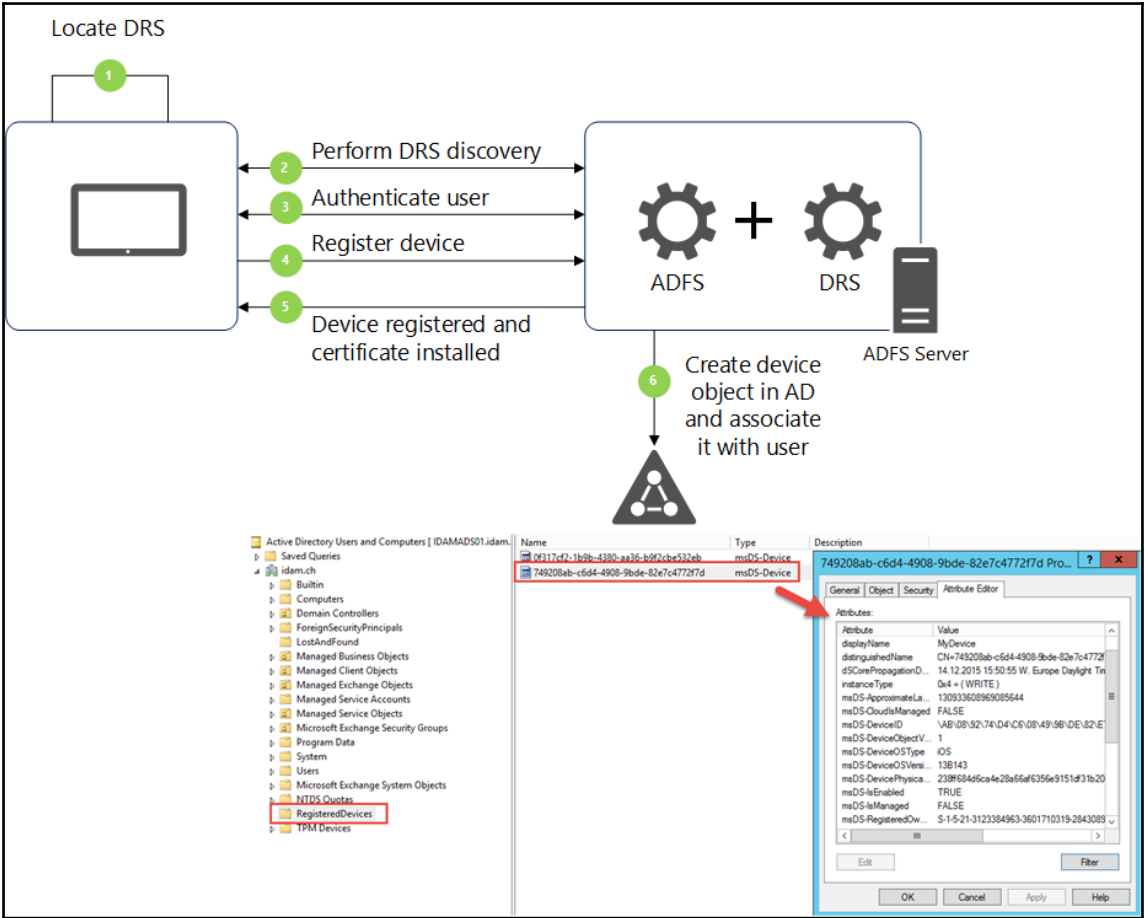 Locate DRS
1
2
Perform DRS discovery
3
Authenticate user
4
Register device
5
Device registered and
certificate installed
ADFS
DRS
ADFS Server
6
Create device
object in AD
and associate
it with user
Active Directory Users and Computers [ IDAMADS01.idam.
Saved Queries
idam.ch
Builtin
Computers
Domain Controllers
ForeignSecurityPrincipals
LostAndFound
Managed Business Objects
Managed Client Objects
Managed Exchange Objects
Managed Service Accounts
Managed Service Objects
Microsoft Exchange Security Groups
Program Data
System
Users
Microsoft Exchange System Objects
NTDS Quotas
RegisteredDevices
TPM Devices
Name Type Description
0f317cf2-1b9b-4380-aa36-b9f2cbe532eb msDS-Device
749208ab-c6d4-4908-9bde-82e7c4772f7d msDS-Device
749208ab-c6d4-4908-9bde-82e7c4772f7d Pro... ? x
General Object Security Attribute Editor
Attributes:
Attribute Value
displayName MyDevice
distinguishedName CN=749208ab-c6d4-4908-9bde-82e7c4772f
dSCorePropagationD... 14.12.2015 15:50:55 W. Europe Daylight Tim
instanceType 0x4 = ( WRITE )
msDS-ApproximateLa... 130933608969085644
msDS-CloudIsManaged FALSE
msDS-DeviceID \AB\08\92\74\D4\C6\08\49\9B\DE\82\E
msDS-DeviceObjectV... 1
msDS-DeviceOSType iOS
msDS-DeviceOSVersi... 13B143
msDS-DevicePhysica... 238ff684d6ca4e28a66af6356e9151df31b20
msDS-IsEnabled TRUE
msDS-IsManaged FALSE
msDS-RegisteredOw... S-1-5-21-3123384963-3601710319-2843089
Edit Filter
OK Cancel Apply Help